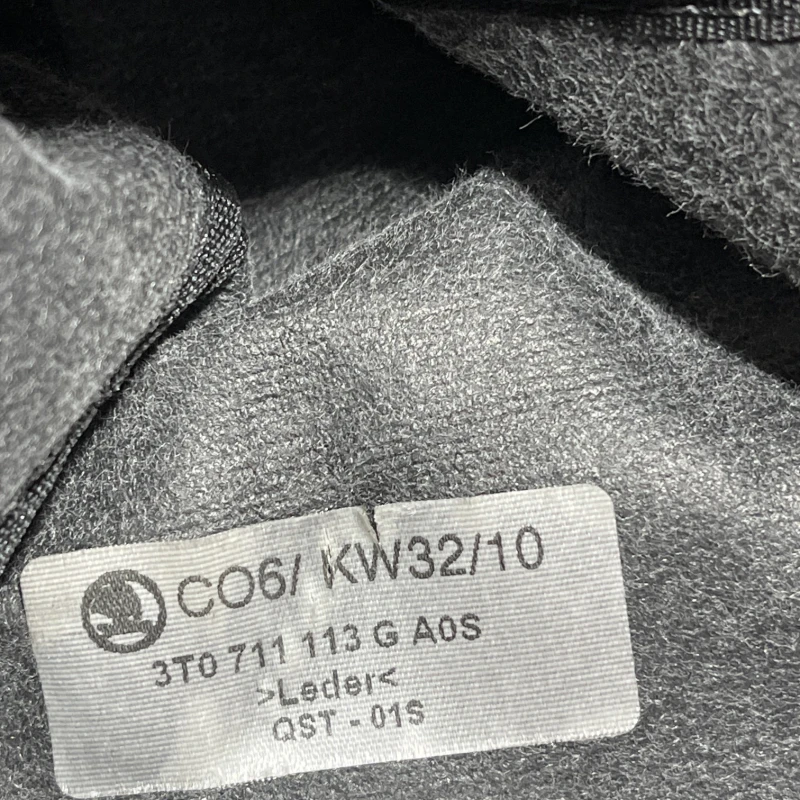 CO6/ KW32/10
3T0 711 113 G A0S
>Leder<
QST - 01S